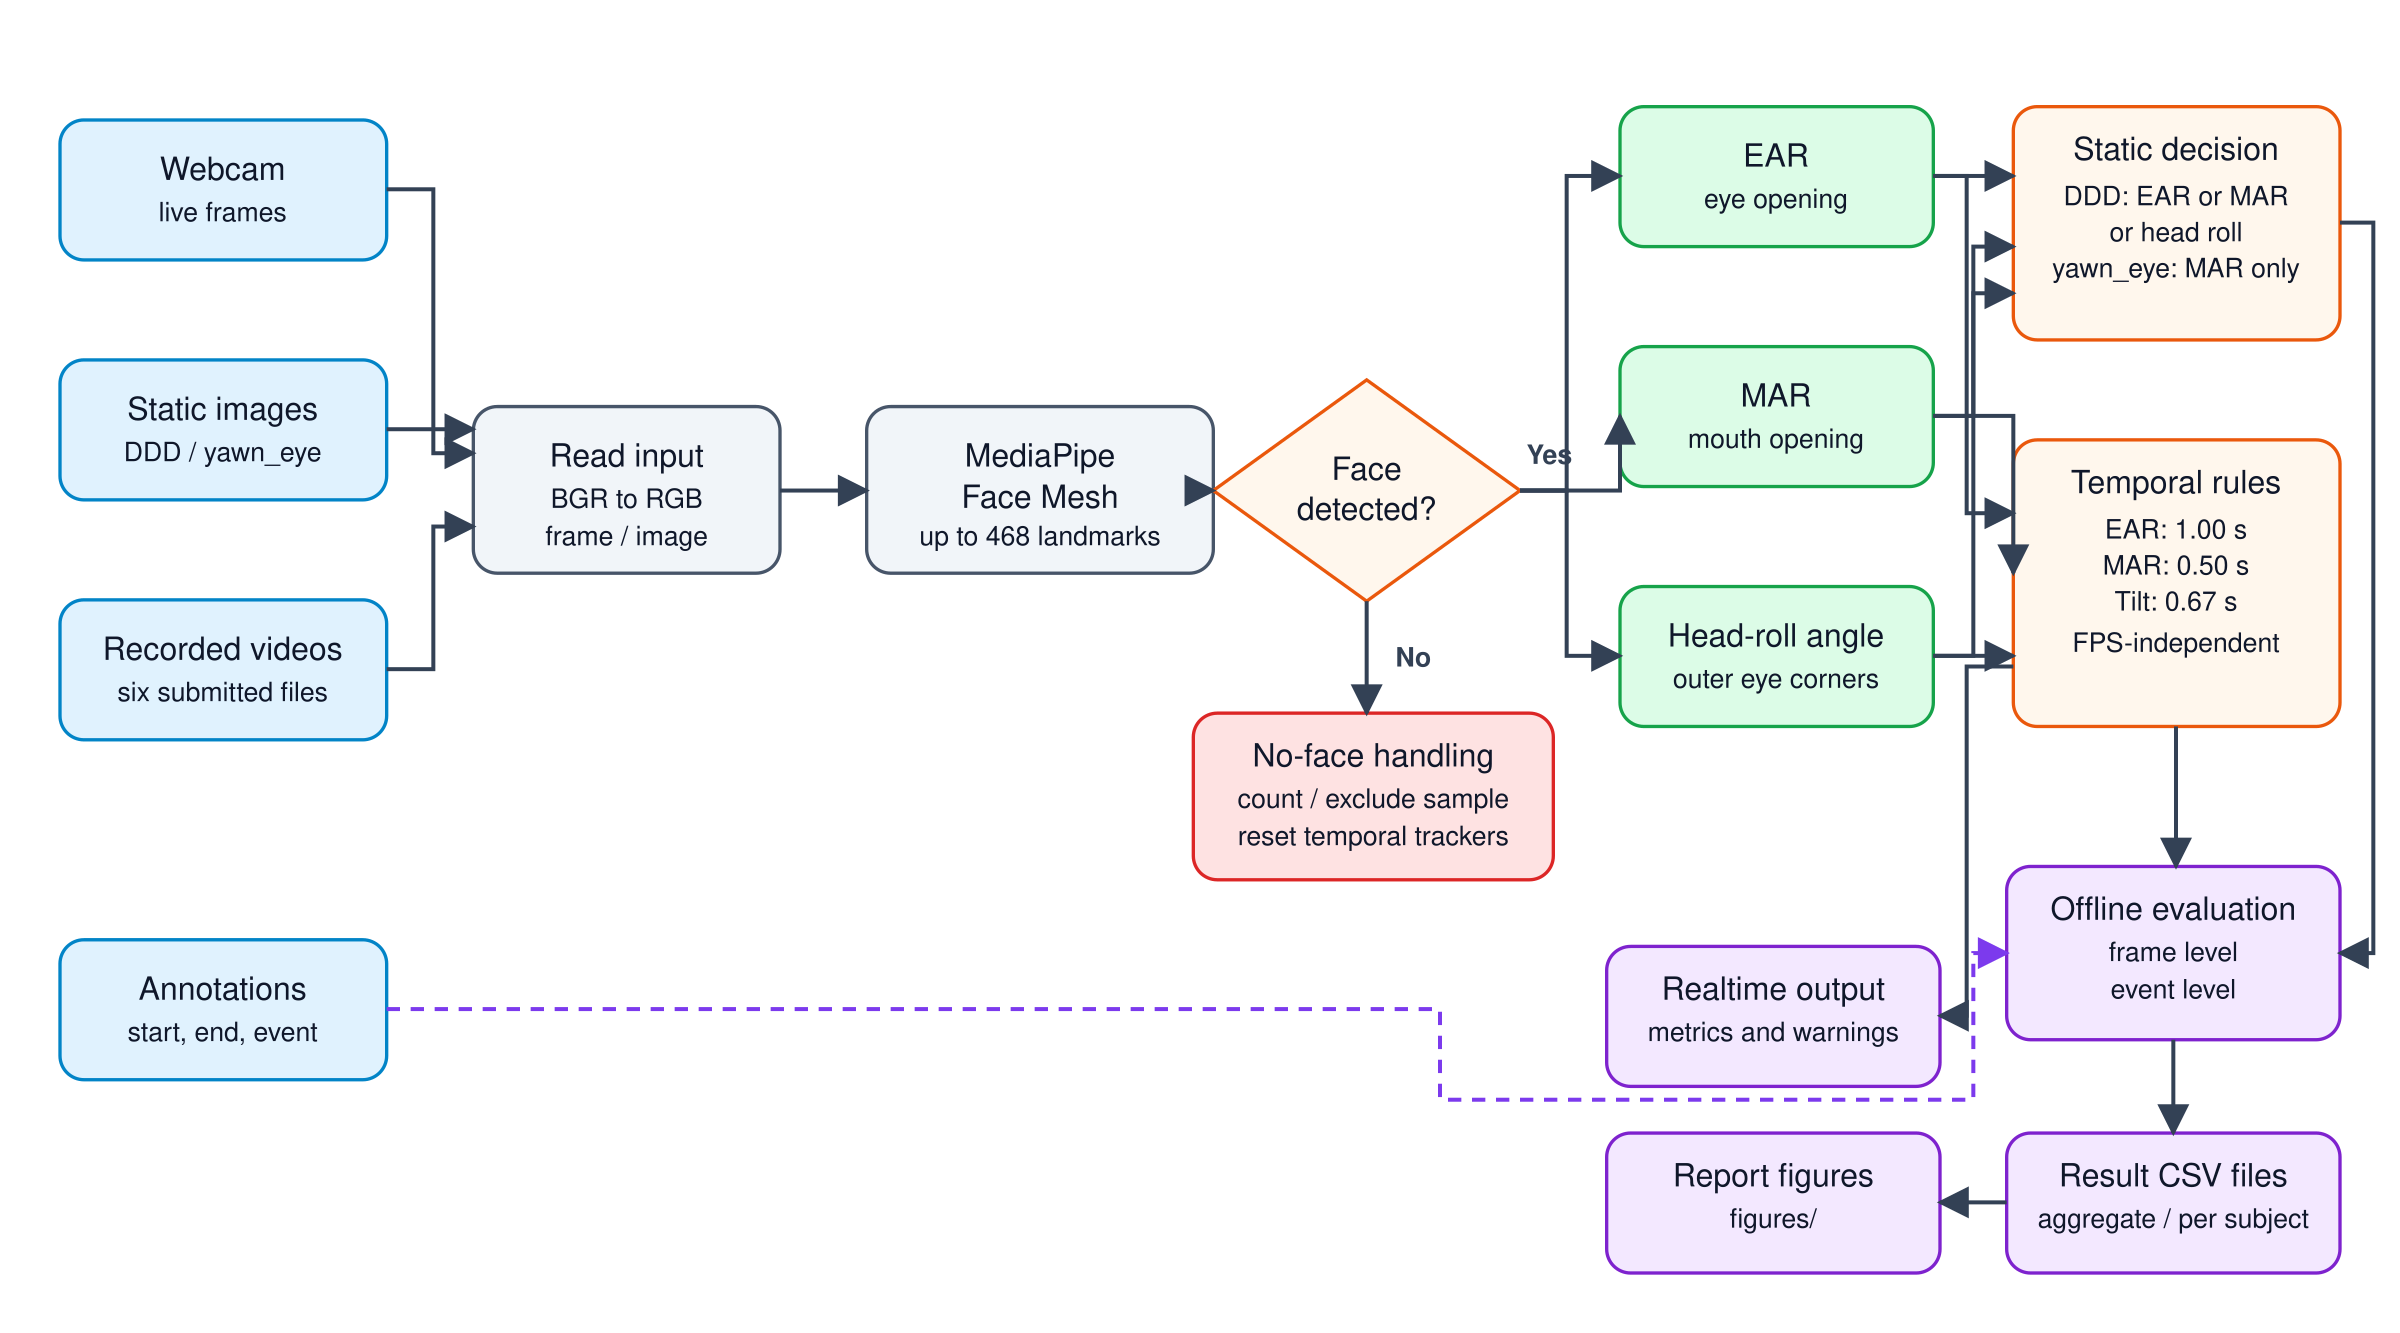 Webcam
live frames
Static images
DDD / yawn_eye
Recorded videos
six submitted files
Annotations
start, end, event
Read input
BGR to RGB
frame / image
MediaPipe
Face Mesh
up to 468 landmarks
Face
detected?
Yes
No
No-face handling
count / exclude sample
reset temporal trackers
EAR
eye opening
MAR
mouth opening
Head-roll angle
outer eye corners
Static decision
DDD: EAR or MAR
or head roll
yawn_eye: MAR only
Temporal rules
EAR: 1.00 s
MAR: 0.50 s
Tilt: 0.67 s
FPS-independent
Offline evaluation
frame level
event level
Realtime output
metrics and warnings
Report figures
figures/
Result CSV files
aggregate / per subject